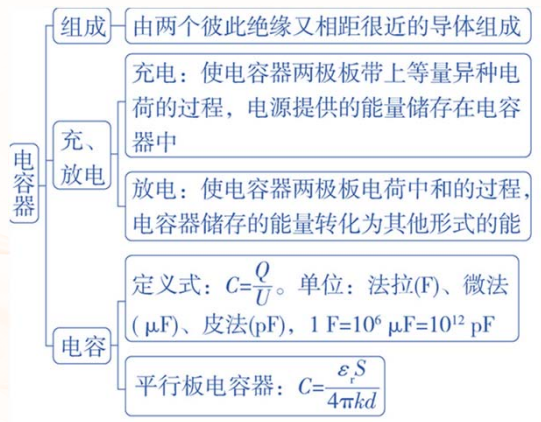 电容器
组成
由两个彼此绝缘又相距很近的导体组成
充、
放电
充电：使电容器两极板带上等量异种电
荷的过程，电源提供的能量储存在电容
器中
放电：使电容器两极板电荷中和的过程，
电容器储存的能量转化为其他形式的能
电容
定义式：C=Q/U。单位：法拉(F)、微法
(μF)、皮法(pF)，1 F=10⁶ μF=10¹² pF
平行板电容器：C=εᵣS/4πkd